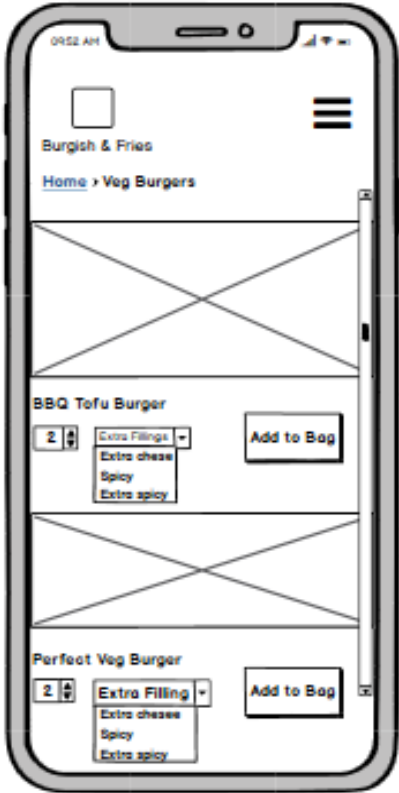 09:52 AM
Burgish & Fries
Home › Veg Burgers
BBQ Tofu Burger
2 Extra Fillings Add to Bag
Extra chese
Spicy
Extra spicy
Perfect Veg Burger
2 Extra Filling Add to Bag
Extra chesee
Spicy
Extra spicy